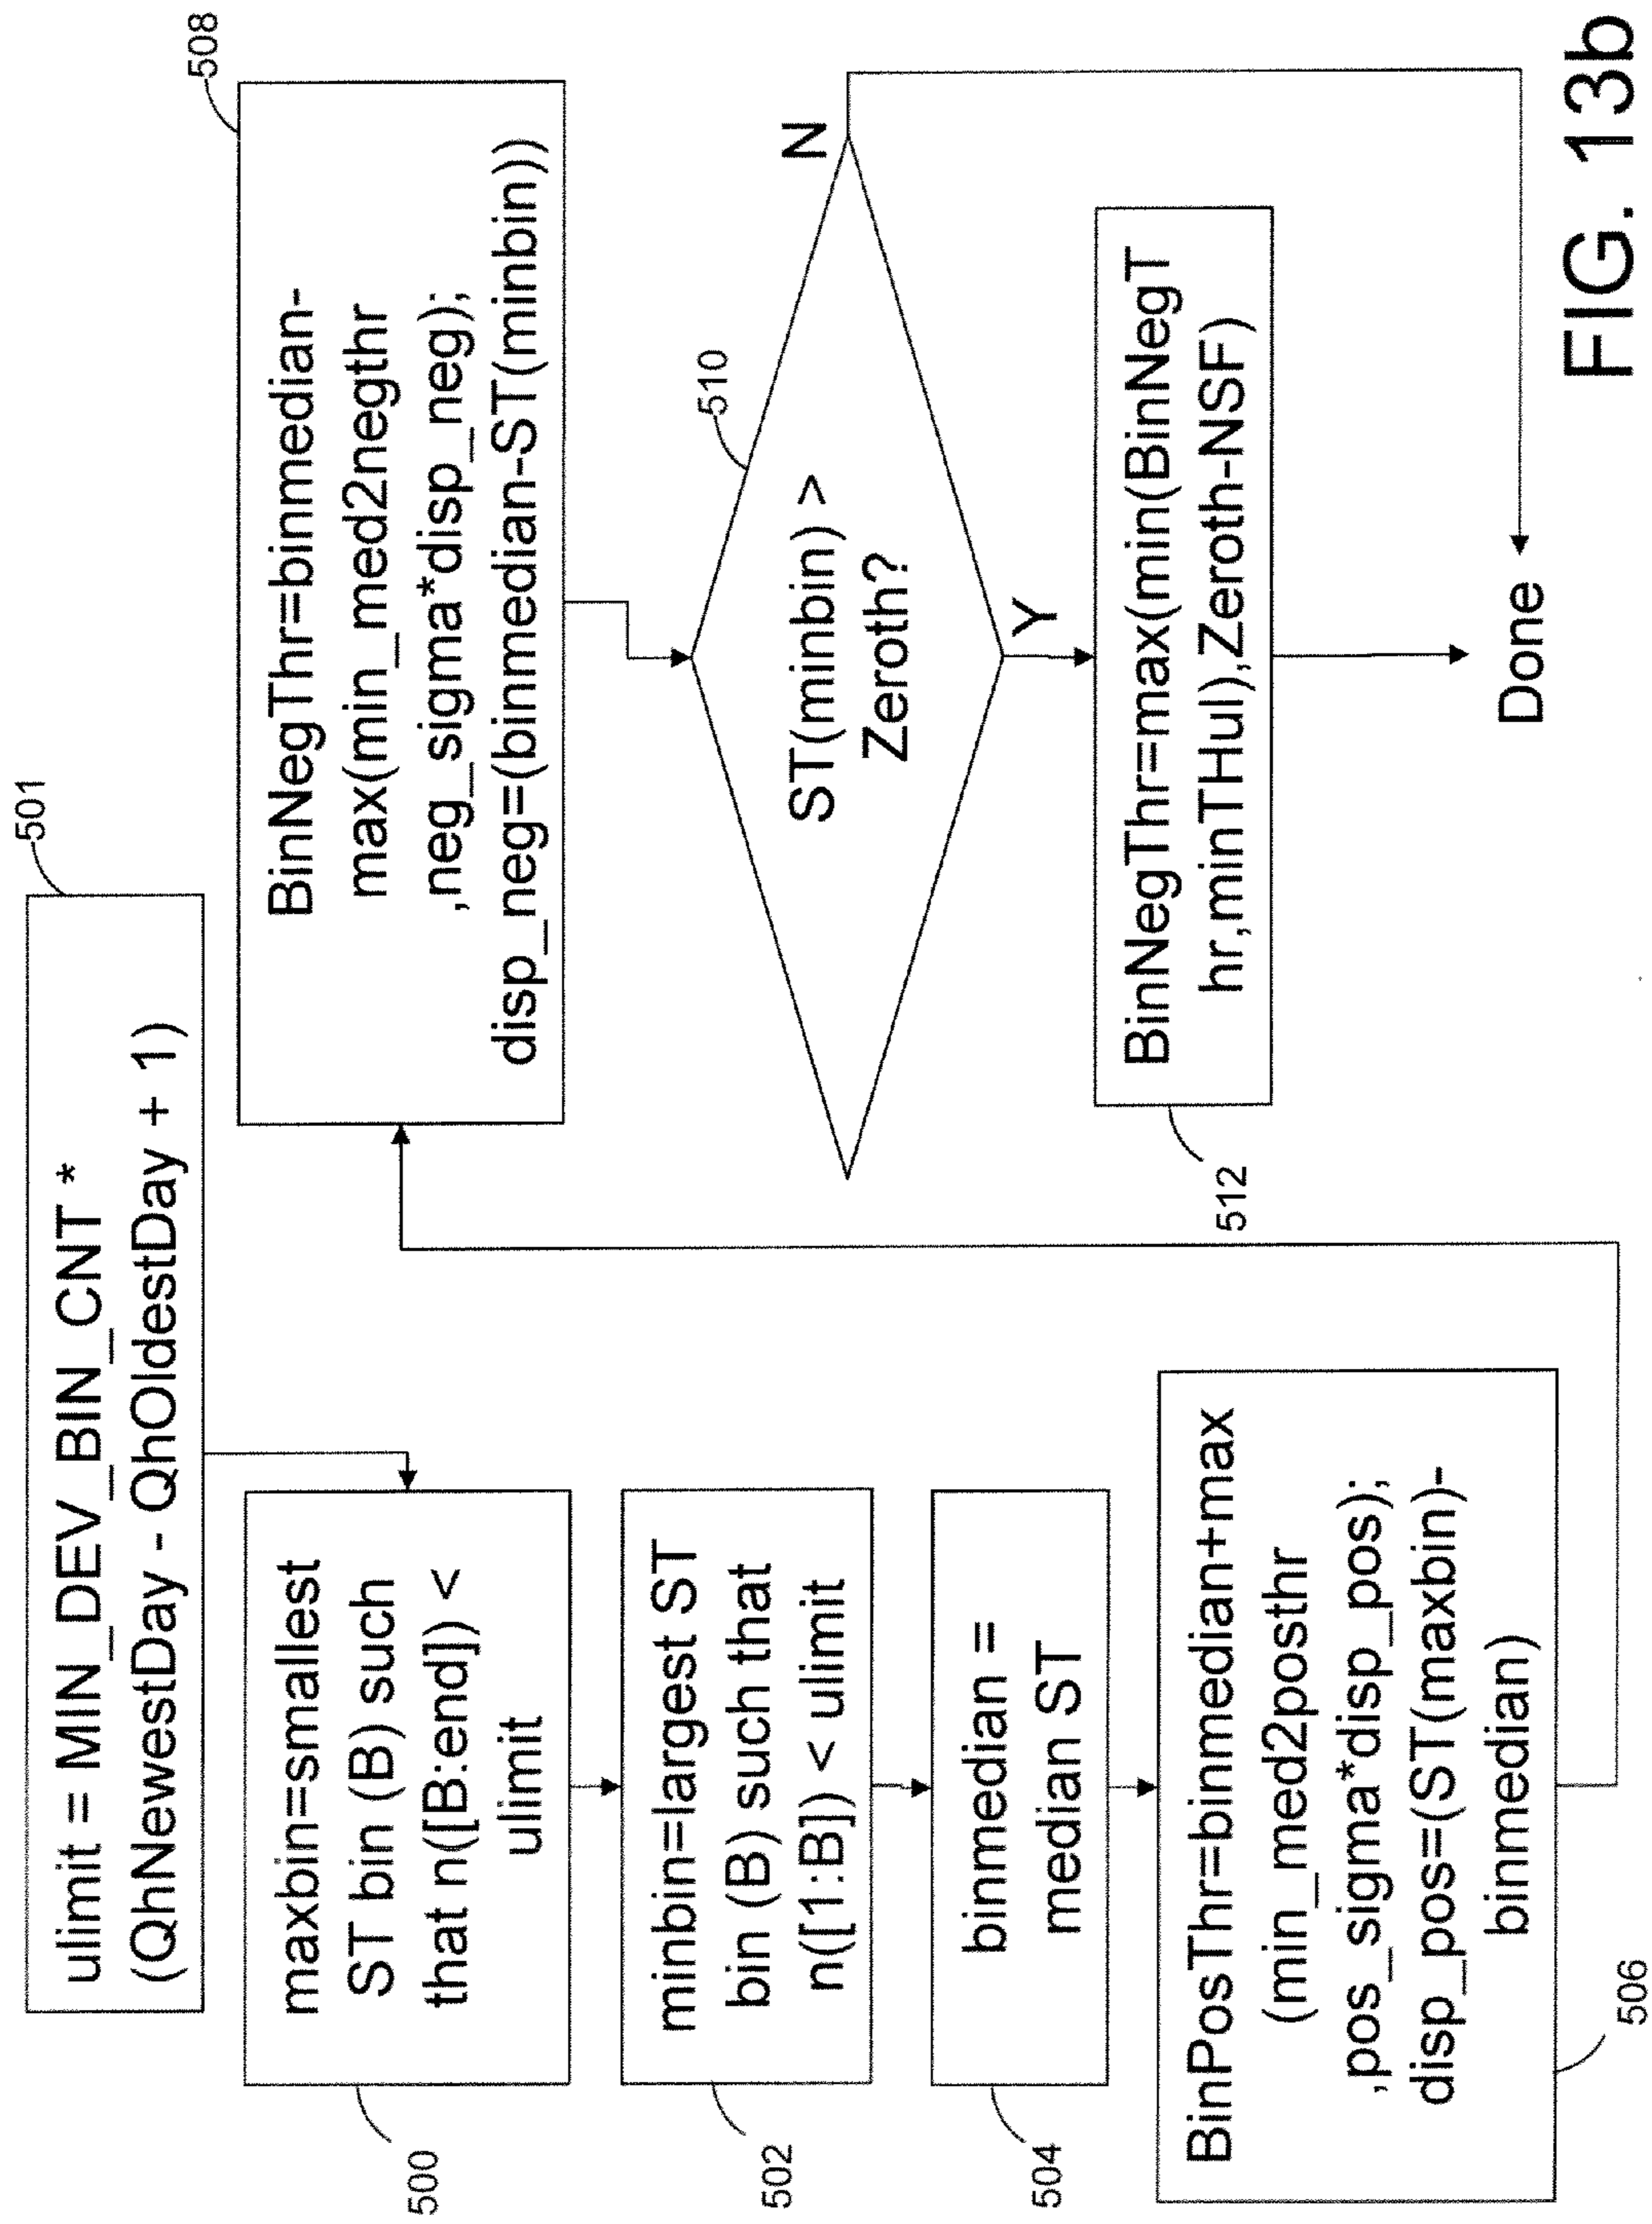 501
ulimit = MIN_DEV_BIN_CNT *
(QhNewestDay - QhOldestDay + 1)
500
maxbin=smallest
ST bin (B) such
that n([B:end]) <
ulimit
502
minbin=largest ST
bin (B) such that
n([1:B]) < ulimit
504
binmedian =
median ST
506
BinPosThr=binmedian+max
(min_med2posthr
,pos_sigma*disp_pos);
disp_pos=(ST(maxbin)-
binmedian)
508
BinNegThr=binmedian-
max(min_med2negthr
,neg_sigma*disp_neg);
disp_neg=(binmedian-ST(minbin))
510
ST(minbin) >
Zeroth?
N
Y
512
BinNegThr=max(min(BinNegT
hr,minTHul),Zeroth-NSF)
Done
FIG. 13b